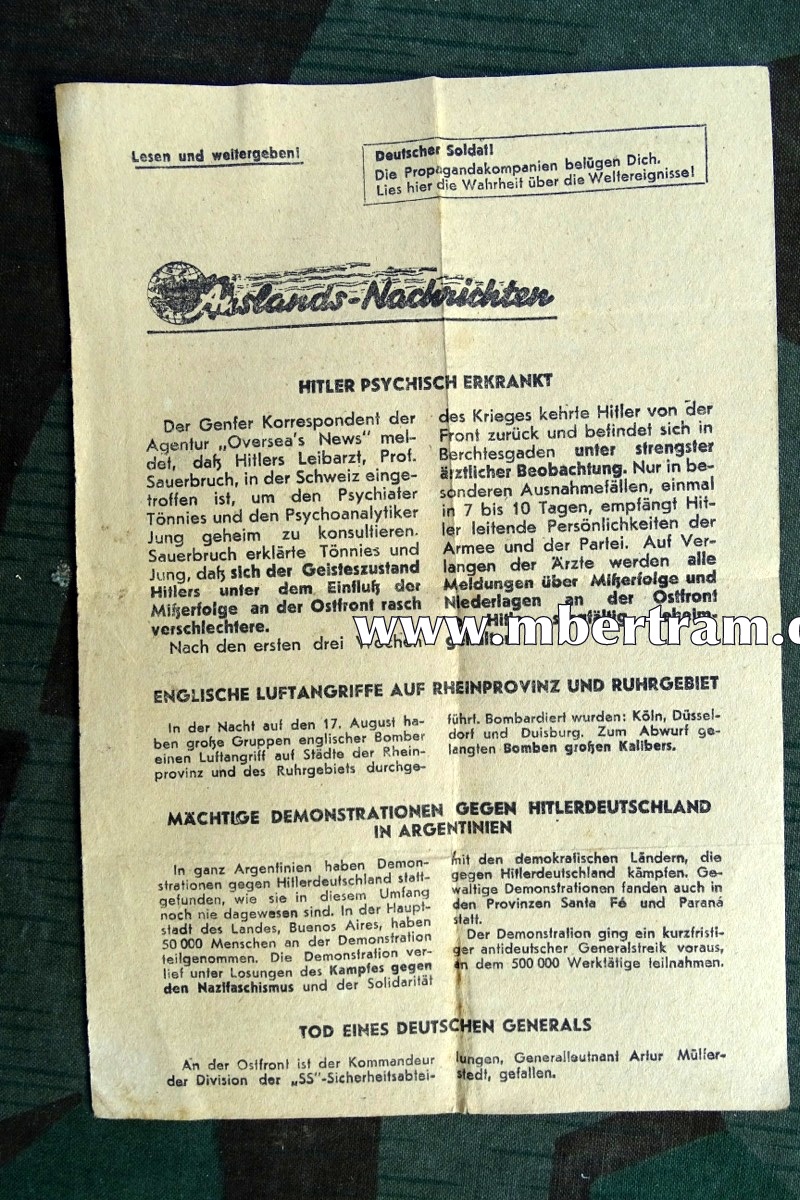 Lesen und weitergeben!
Deutscher Soldat!
Die Propagandakompanien belügen Dich.
Lies hier die Wahrheit über die Weltereignisse!
Auslands-Nachrichten
HITLER PSYCHISCH ERKRANKT
Der Genfer Korrespondent der
Agentur „Oversea's News" mel-
det, daß Hitlers Leibarzt, Prof.
Sauerbruch, in der Schweiz einge-
troffen ist, um den Psychiater
Tönnies und den Psychoanalytiker
Jung geheim zu konsultieren.
Sauerbruch erklärte Tönnies und
Jung, daß sich der Geisteszustand
Hitlers unter dem Einfluß der
Mißerfolge an der Ostfront rasch
verschlechtere.
Nach den ersten drei Wochen
des Krieges kehrte Hitler von der
Front zurück und befindet sich in
Berchtesgaden unter strengster
ärztlicher Beobachtung. Nur in be-
sonderen Ausnahmefällen, einmal
in 7 bis 10 Tagen, empfängt Hit-
ler leitende Persönlichkeiten der
Armee und der Partei. Auf Ver-
langen der Ärzte werden alle
Meldungen über Mißerfolge und
Niederlagen an der Ostfront
Hitler sorgfältig geheim-
www.mbertram.
ENGLISCHE LUFTANGRIFFE AUF RHEINPROVINZ UND RUHRGEBIET
In der Nacht auf den 17. August ha-
ben große Gruppen englischer Bomber
einen Luftangriff auf Städte der Rhein-
provinz und des Ruhrgebiets durchge-
führt. Bombardiert wurden: Köln, Düssel-
dorf und Duisburg. Zum Abwurf ge-
langten Bomben großen Kalibers.
MÄCHTIGE DEMONSTRATIONEN GEGEN HITLERDEUTSCHLAND
IN ARGENTINIEN
In ganz Argentinien haben Demon-
strationen gegen Hitlerdeutschland statt-
gefunden, wie sie in diesem Umfang
noch nie dagewesen sind. In der Haupt-
stadt des Landes, Buenos Aires, haben
50 000 Menschen an der Demonstration
teilgenommen. Die Demonstration ver-
lief unter Losungen des Kampfes gegen
den Nazifaschismus und der Solidarität
mit den demokratischen Ländern, die
gegen Hitlerdeutschland kämpfen. Ge-
waltige Demonstrationen fanden auch in
den Provinzen Santa Fé und Paraná
statt.
Der Demonstration ging ein kurzfristi-
ger antideutscher Generalstreik voraus,
an dem 500 000 Werktätige teilnahmen.
TOD EINES DEUTSCHEN GENERALS
An der Ostfront ist der Kommandeur
der Division der „SS"-Sicherheitsabtei-
lungen, Generalleutnant Artur Müller-
stedt, gefallen.